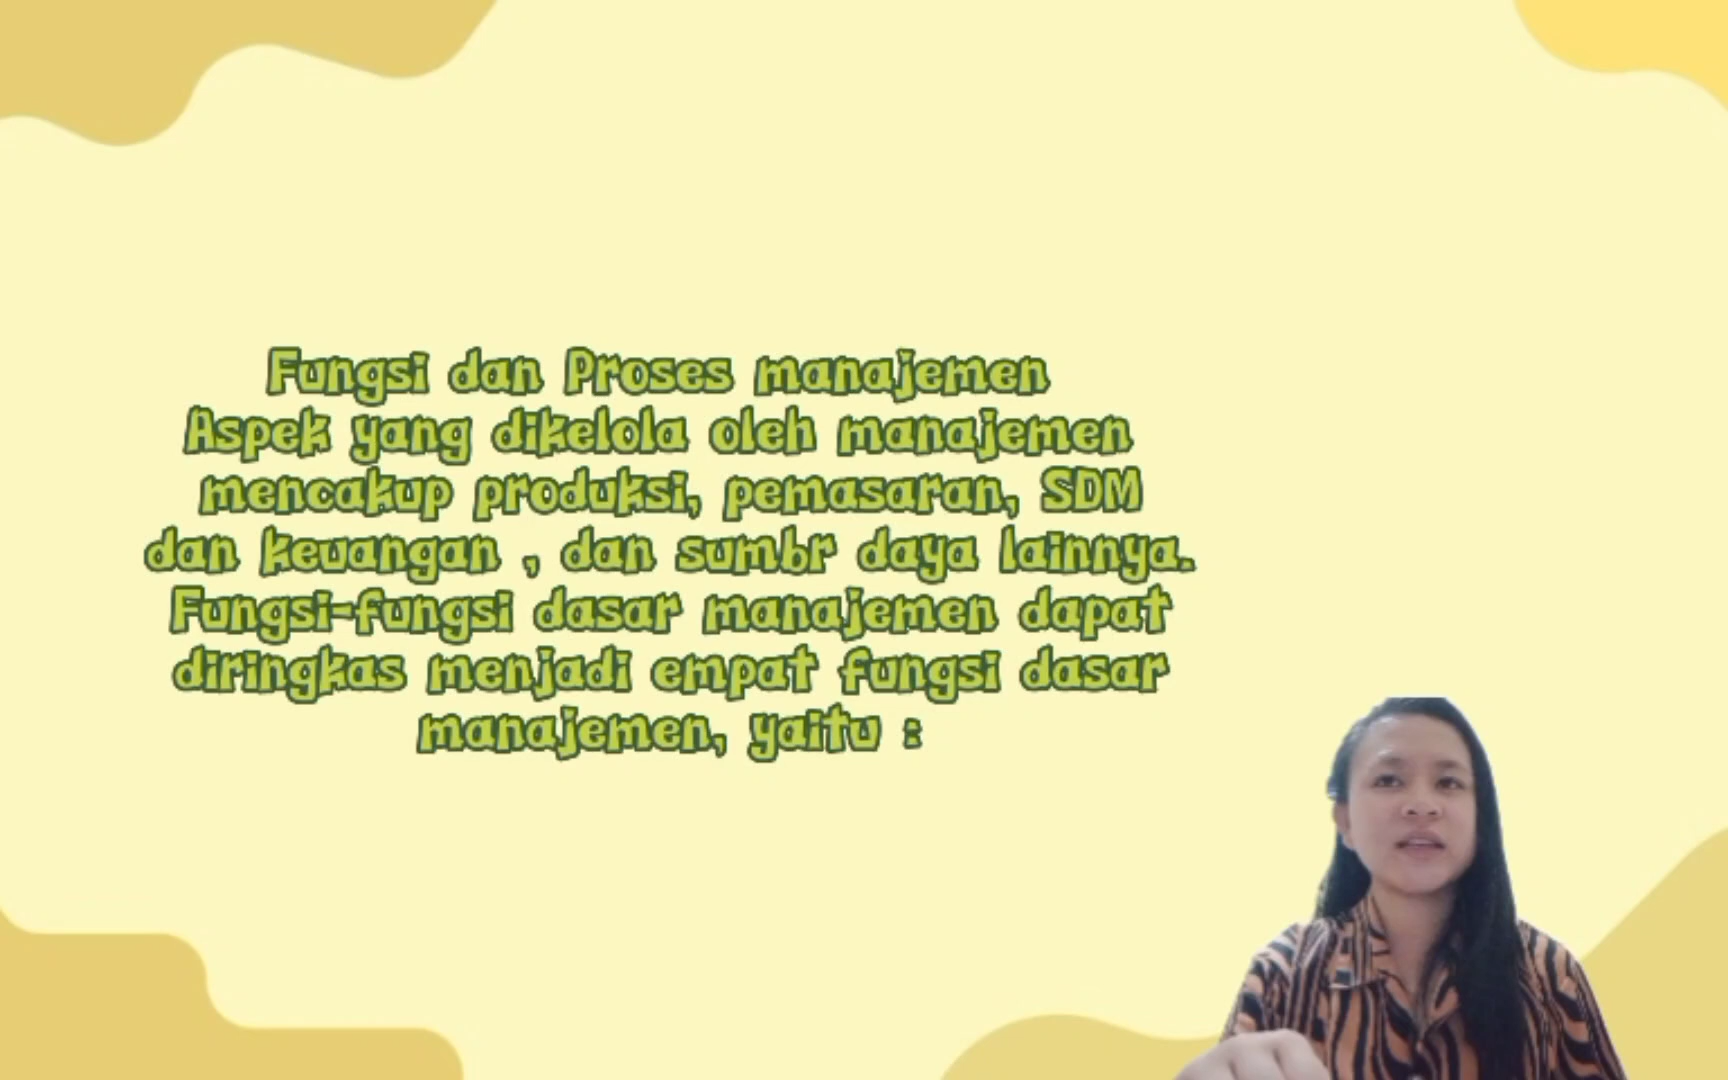 Fungsi dan Proses manajemen
Aspek yang dikelola oleh manajemen
mencakup produksi, pemasaran, SDM
dan keuangan , dan sumbr daya lainnya.
Fungsi-fungsi dasar manajemen dapat
diringkas menjadi empat fungsi dasar
manajemen, yaitu :